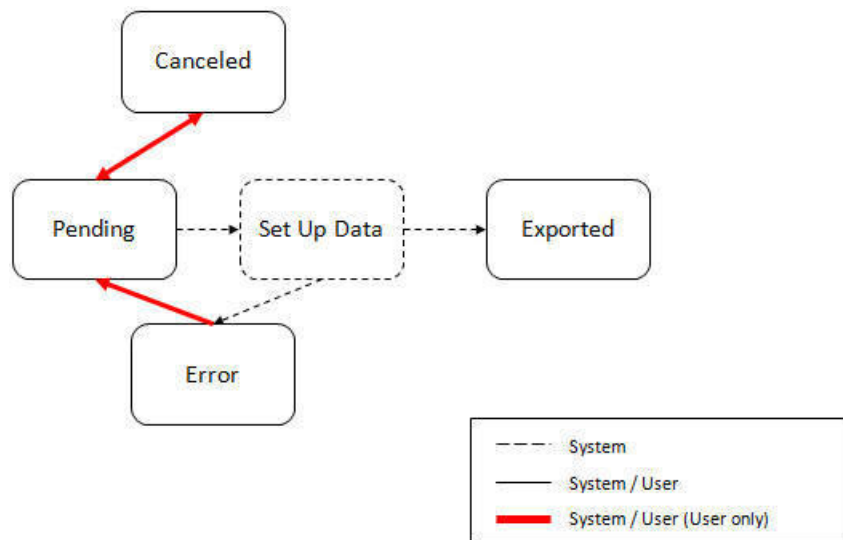 Canceled
Pending
Set Up Data
Exported
Error
System
System / User
System / User (User only)